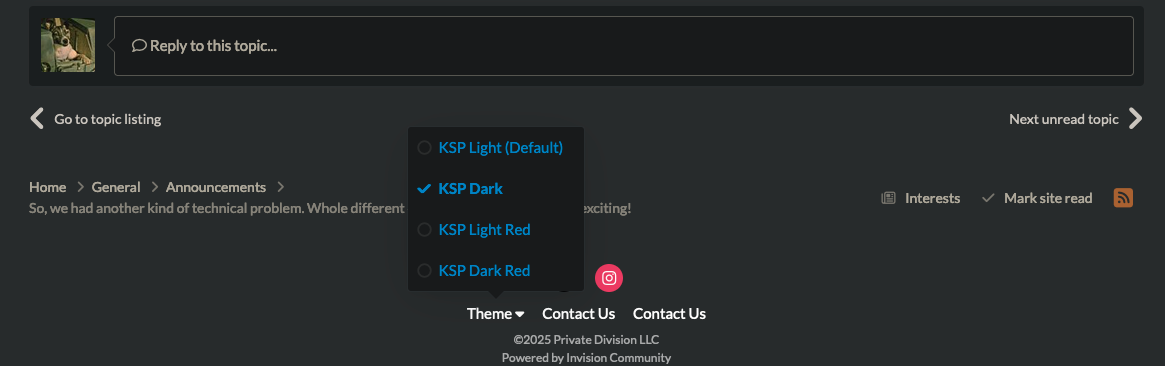 Reply to this topic...
Go to topic listing
Next unread topic
KSP Light (Default)
KSP Dark
KSP Light Red
KSP Dark Red
Home General Announcements
So, we had another kind of technical problem. Whole different
exciting!
Interests
Mark site read
Theme Contact Us Contact Us
©2025 Private Division LLC
Powered by Invision Community